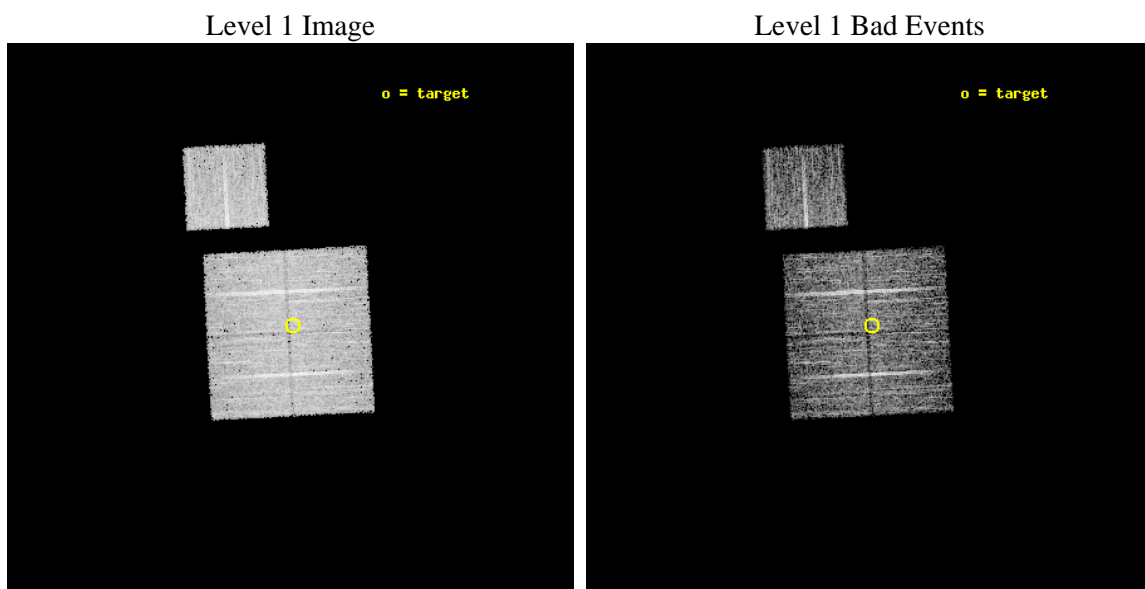 Level 1 Image
Level 1 Bad Events
o = target
o = target